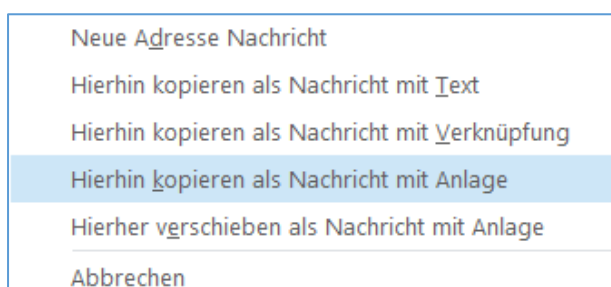 Neue Adresse Nachricht
Hierhin kopieren als Nachricht mit Text
Hierhin kopieren als Nachricht mit Verknüpfung
Hierhin kopieren als Nachricht mit Anlage
Hierher verschieben als Nachricht mit Anlage
Abbrechen